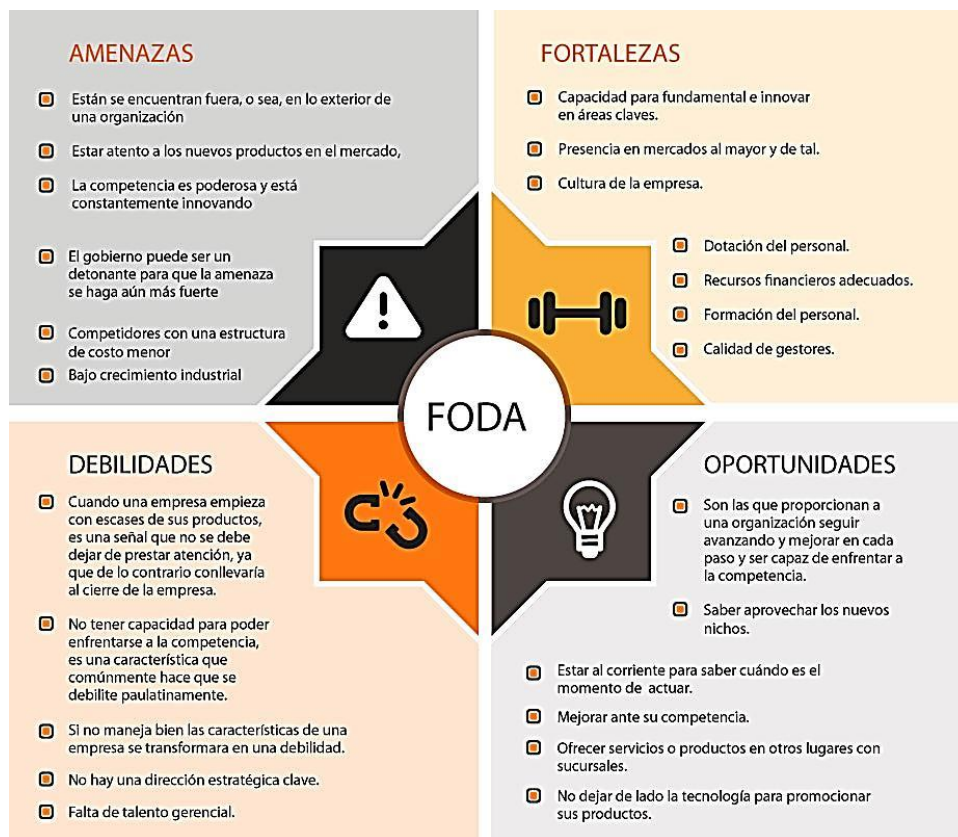 AMENAZAS
Están se encuentran fuera, o sea, en lo exterior de
una organización
Estar atento a los nuevos productos en el mercado,
La competencia es poderosa y está
constantemente innovando
El gobierno puede ser un
detonante para que la amenaza
se haga aún más fuerte
Competidores con una estructura
de costo menor
Bajo crecimiento industrial
FORTALEZAS
Capacidad para fundamental e innovar
en áreas claves.
Presencia en mercados al mayor y de tal.
Cultura de la empresa.
Dotación del personal.
Recursos financieros adecuados.
Formación del personal.
Calidad de gestores.
FODA
DEBILIDADES
Cuando una empresa empieza
con escases de sus productos,
es una señal que no se debe
dejar de prestar atención, ya
que de lo contrario conllevaría
al cierre de la empresa.
No tener capacidad para poder
enfrentarse a la competencia,
es una característica que
comúnmente hace que se
debilite paulatinamente.
Si no maneja bien las características de una
empresa se transformara en una debilidad.
No hay una dirección estratégica clave.
Falta de talento gerencial.
OPORTUNIDADES
Son las que proporcionan a
una organización seguir
avanzando y mejorar en cada
paso y ser capaz de enfrentar a
la competencia.
Saber aprovechar los nuevos
nichos.
Estar al corriente para saber cuándo es el
momento de actuar.
Mejorar ante su competencia.
Ofrecer servicios o productos en otros lugares con
sucursales.
No dejar de lado la tecnología para promocionar
sus productos.